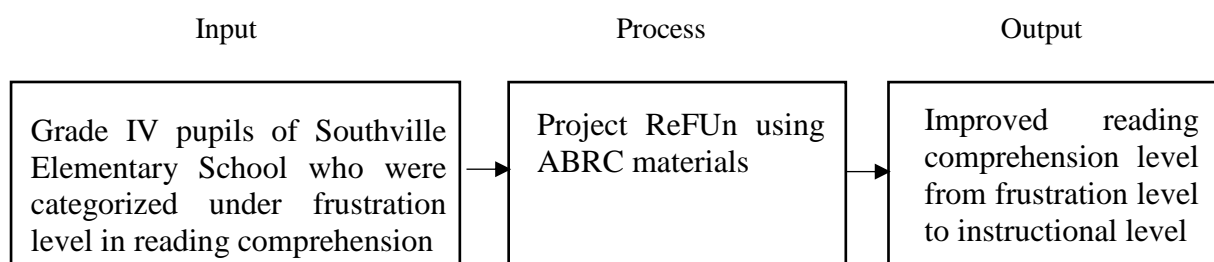 Input
Process
Output
Grade IV pupils of Southville
Elementary School who were
categorized under frustration
level in reading comprehension
Project ReFUn using
ABRC materials
Improved reading
comprehension level
from frustration level
to instructional level